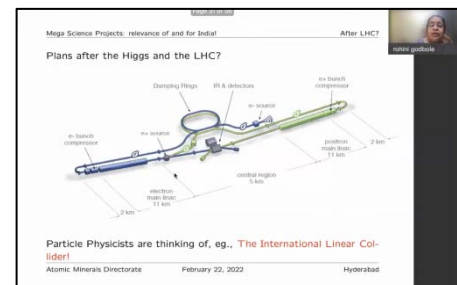 Mega Science Projects: relevance of and for India!
After LHC?
rohini godbole
Plans after the Higgs and the LHC?
Damping Rings
IR & detectors
e+ bunch
compressor
e- source
e- bunch
compressor
e+ source
positron
main linac
11 km
2 km
central region
5 km
electron
main linac
11 km
2 km
Particle Physicists are thinking of, eg., The International Linear Col-
lider!
Atomic Minerals Directorate
February 22, 2022
Hyderabad